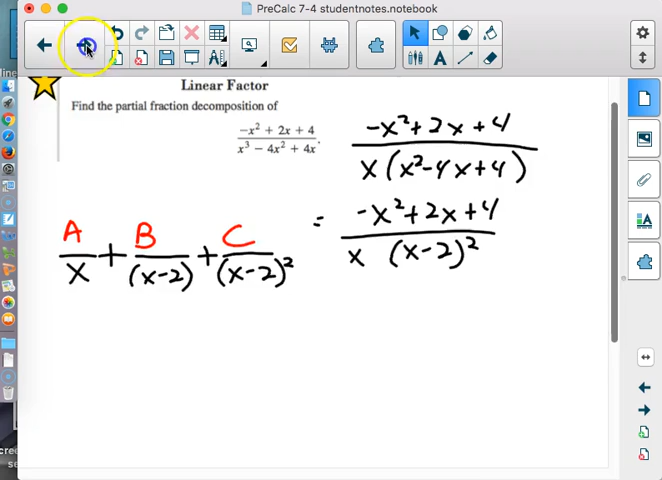 PreCalc 7-4 studentnotes.notebook
Linear Factor
Find the partial fraction decomposition of
-x² + 2x + 4
x³ - 4x² + 4x.
-x²+2x+4
x(x²-4x+4)
A/x + B/(x-2) + C/(x-2)² = -x²+2x+4 / x (x-2)²